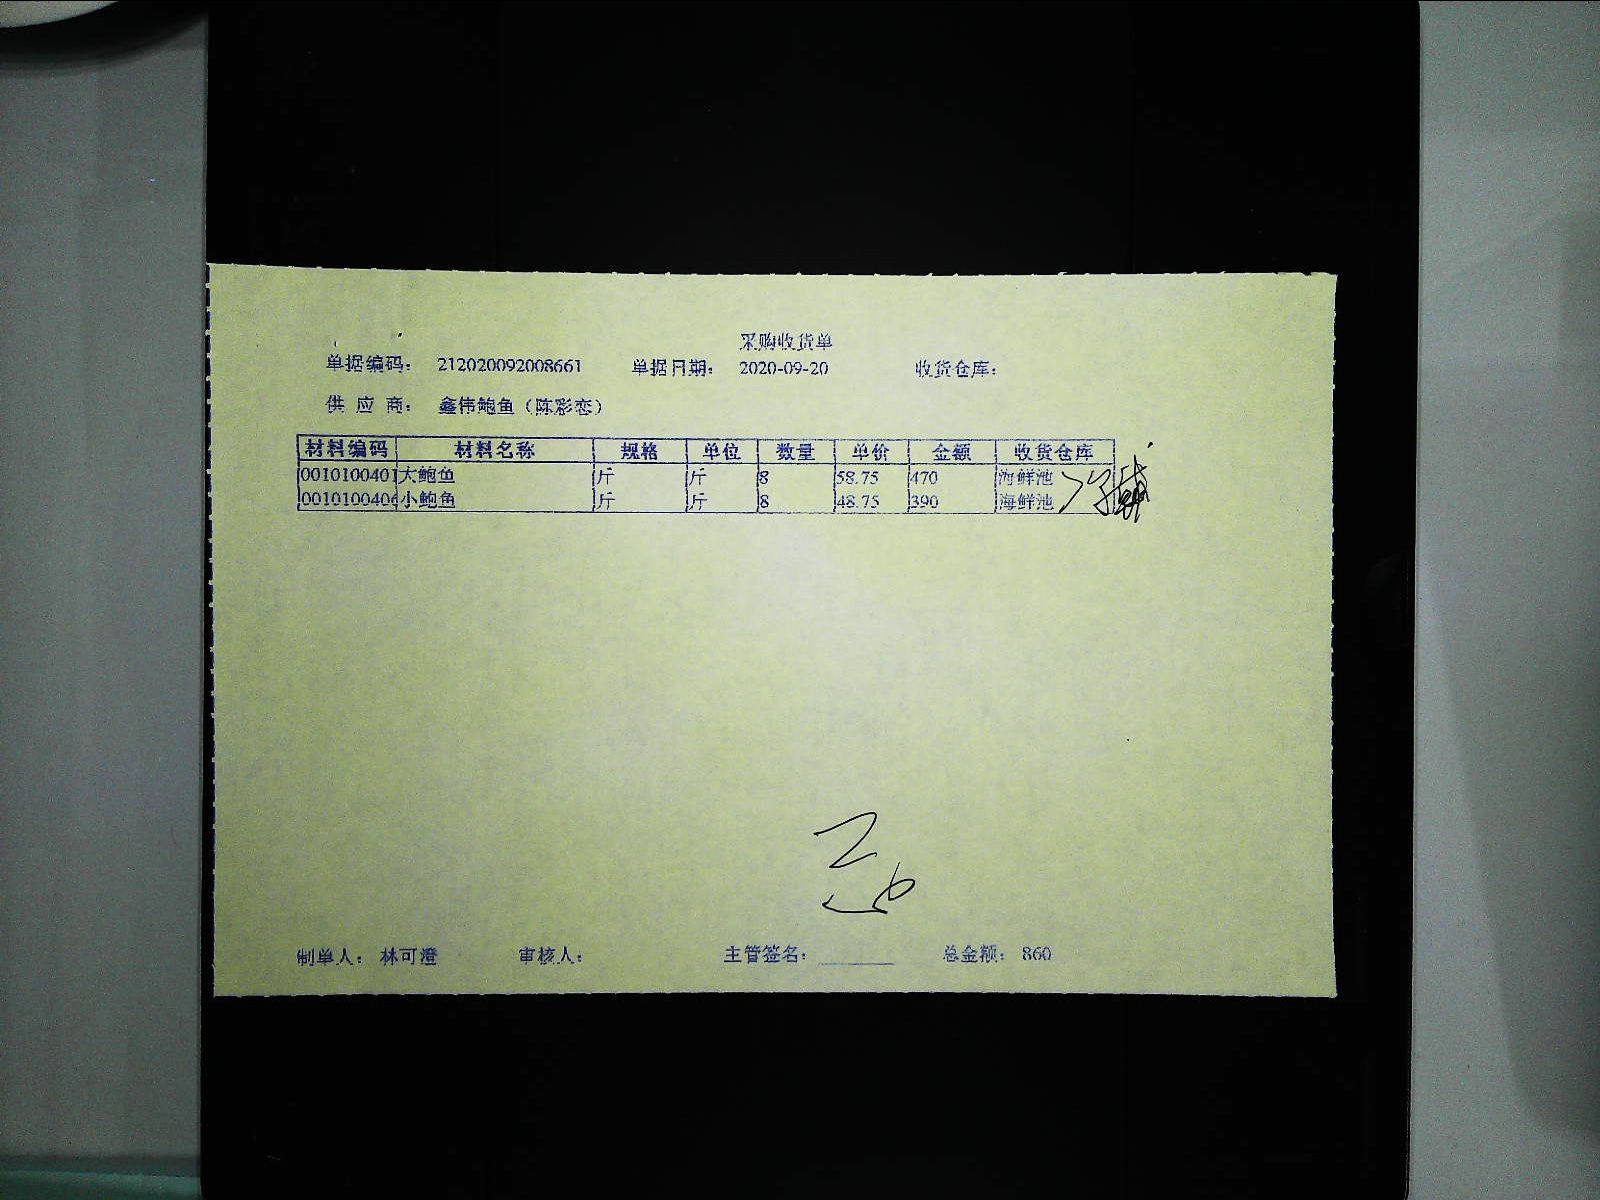 采购收货单
单据编码： 212020092008661 单据日期： 2020-09-20 收货仓库：
供 应 商： 鑫伟鲍鱼（陈彩恋）
材料编码 材料名称 规格 单位 数量 单价 金额 收货仓库
0010100401 大鲍鱼 斤 斤 8 58.75 470 海鲜池
0010100406 小鲍鱼 斤 斤 8 48.75 390 海鲜池
制单人： 林可澄 审核人： 主管签名： 总金额： 860